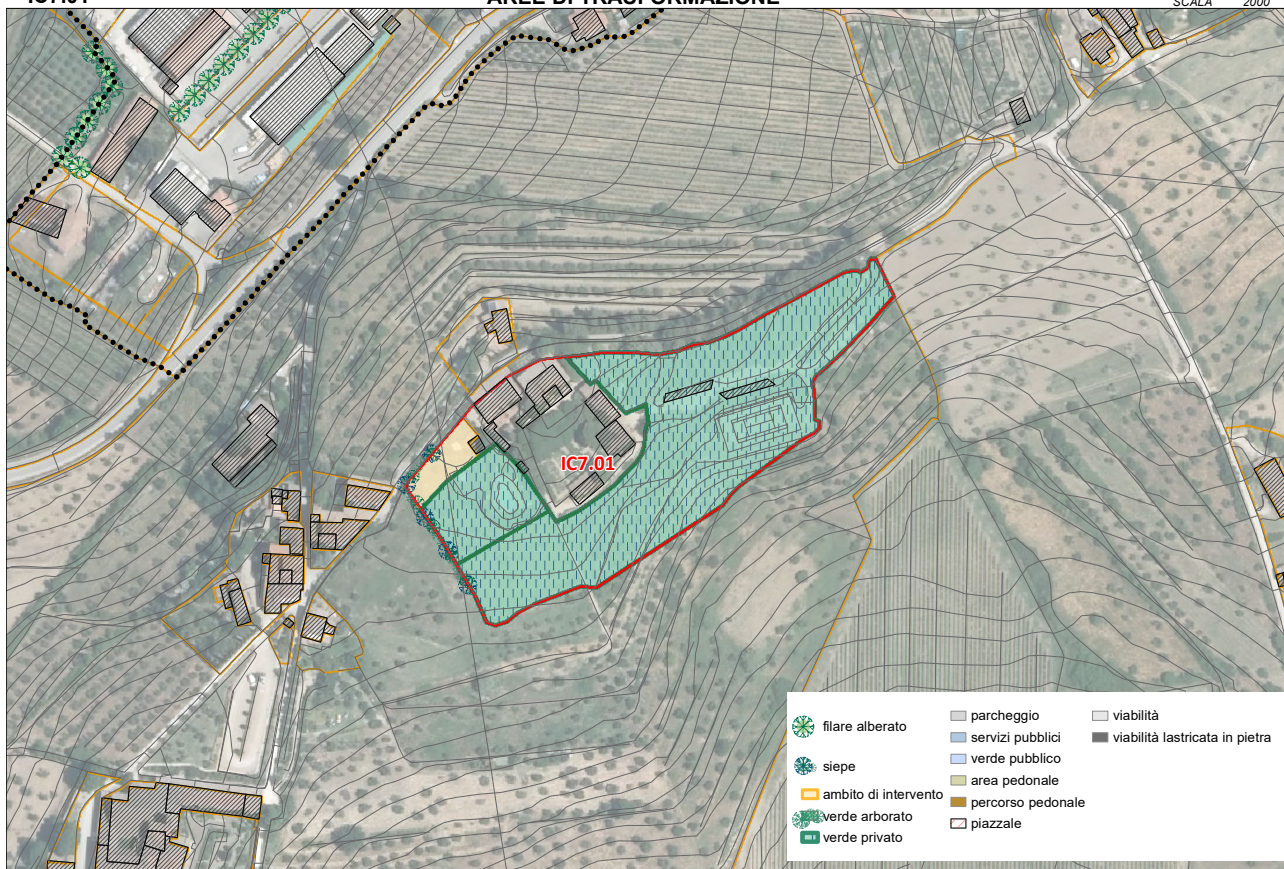 AREE DI TRASFORMAZIONE
SCALA 2000
IC7.01
filare alberato
siepe
ambito di intervento
verde arborato
verde privato
parcheggio
servizi pubblici
verde pubblico
area pedonale
percorso pedonale
piazzale
viabilità
viabilità lastricata in pietra